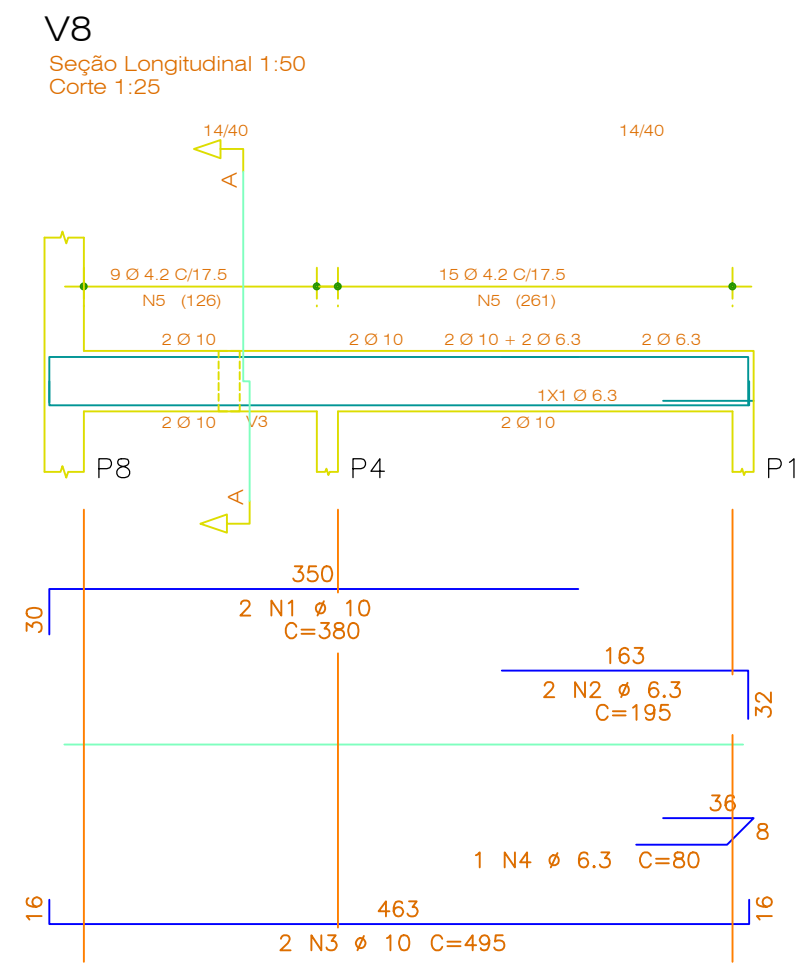 V8
Seção Longitudinal 1:50
Corte 1:25
14/40
14/40
A
9 Ø 4.2 C/17.5
15 Ø 4.2 C/17.5
N5 (126)
N5 (261)
2 Ø 10
2 Ø 10
2 Ø 10 + 2 Ø 6.3
2 Ø 6.3
1X1 Ø 6.3
2 Ø 10
V3
2 Ø 10
P8
P4
P1
A
350
30
2 N1 ø 10
C=380
163
2 N2 ø 6.3
32
C=195
36
8
1 N4 ø 6.3 C=80
16
463
16
2 N3 ø 10 C=495